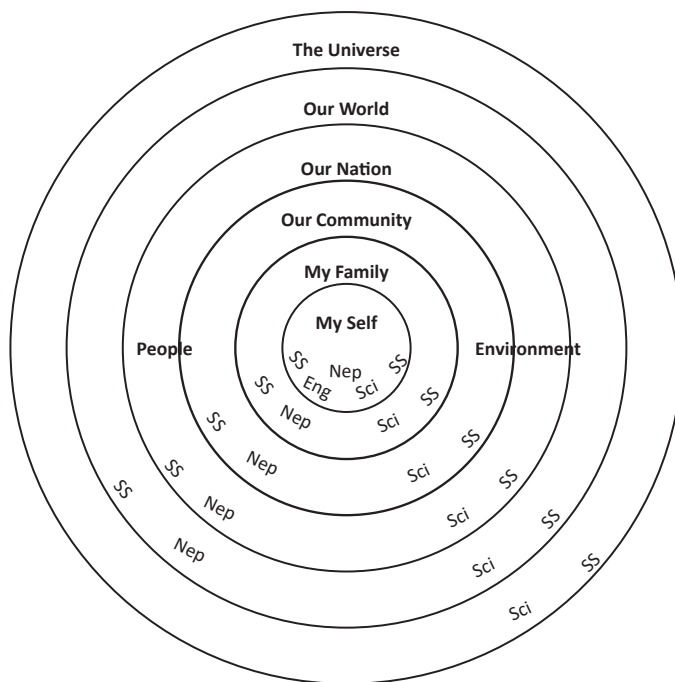 The Universe
Our World
Our Nation
Our Community
My Family
My Self
People
Environment
SS
Eng
Nep
Sci
SS
SS
Nep
Sci
SS
SS
Nep
Sci
SS
SS
Nep
Sci
SS
SS
Nep
Sci
SS
Sci
SS